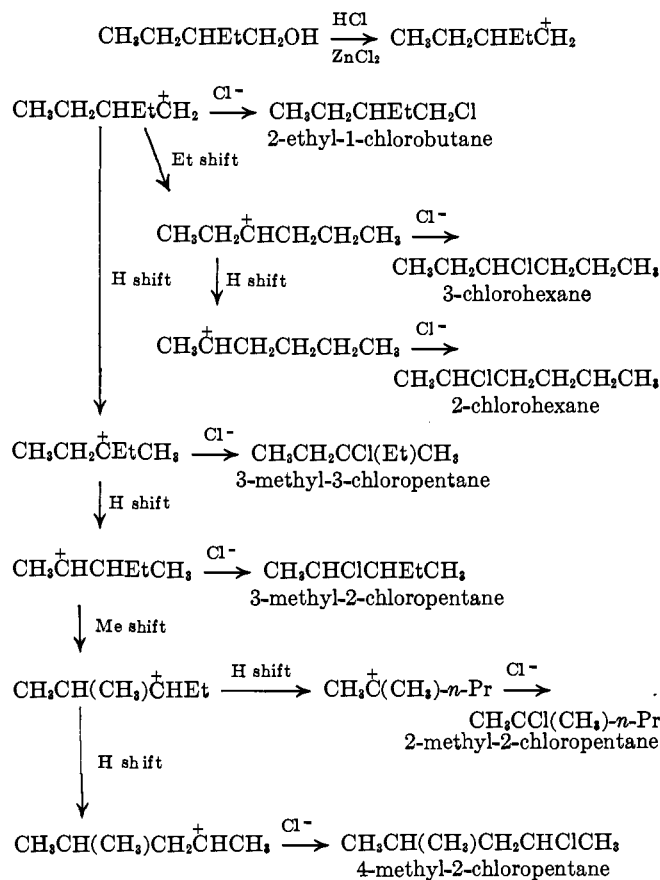 CH₃CH₂CHEtCH₂OH —HCl/ZnCl₂→ CH₃CH₂CHEtC⁺H₂
CH₃CH₂CHEtC⁺H₂ —Cl⁻→ CH₃CH₂CHEtCH₂Cl
2-ethyl-1-chlorobutane
Et shift
CH₃CH₂C⁺HCH₂CH₂CH₃ —Cl⁻→
CH₃CH₂CHClCH₂CH₂CH₃
3-chlorohexane
H shift
H shift
CH₃C⁺HCH₂CH₂CH₂CH₃ —Cl⁻→
CH₃CHClCH₂CH₂CH₂CH₃
2-chlorohexane
CH₃CH₂C⁺EtCH₃ —Cl⁻→ CH₃CH₂CCl(Et)CH₃
3-methyl-3-chloropentane
H shift
CH₃C⁺HCHEtCH₃ —Cl⁻→ CH₃CHClCHEtCH₃
3-methyl-2-chloropentane
Me shift
CH₃CH(CH₃)C⁺HEt —H shift→ CH₃C⁺(CH₃)-n-Pr —Cl⁻→
CH₃CCl(CH₃)-n-Pr
2-methyl-2-chloropentane
H shift
CH₃CH(CH₃)CH₂C⁺HCH₃ —Cl⁻→ CH₃CH(CH₃)CH₂CHClCH₃
4-methyl-2-chloropentane